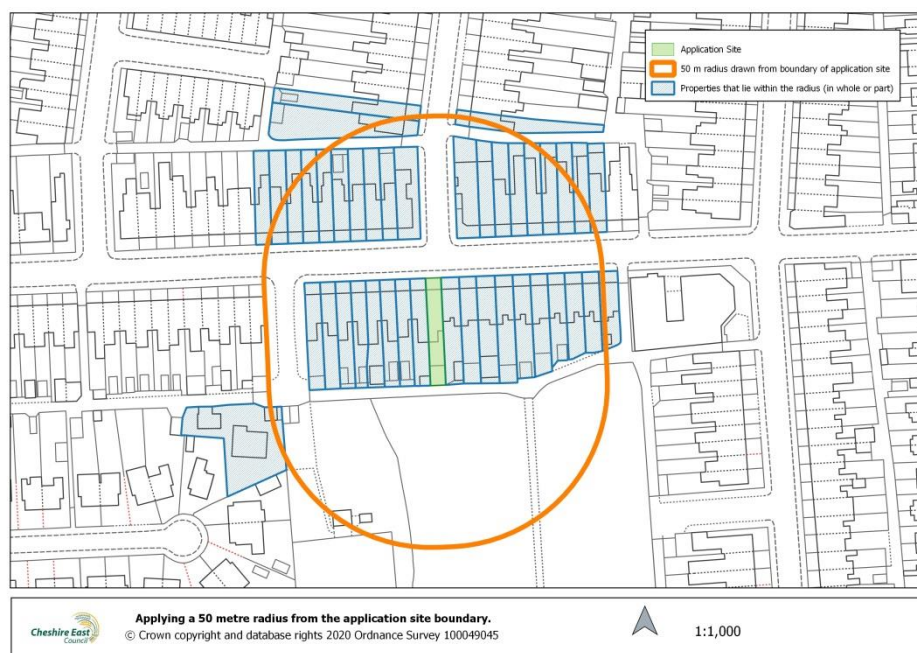 Application Site
50 m radius drawn from boundary of application site
Properties that lie within the radius (in whole or part)
Applying a 50 metre radius from the application site boundary.
© Crown copyright and database rights 2020 Ordnance Survey 100049045
Cheshire East
Council
1:1,000